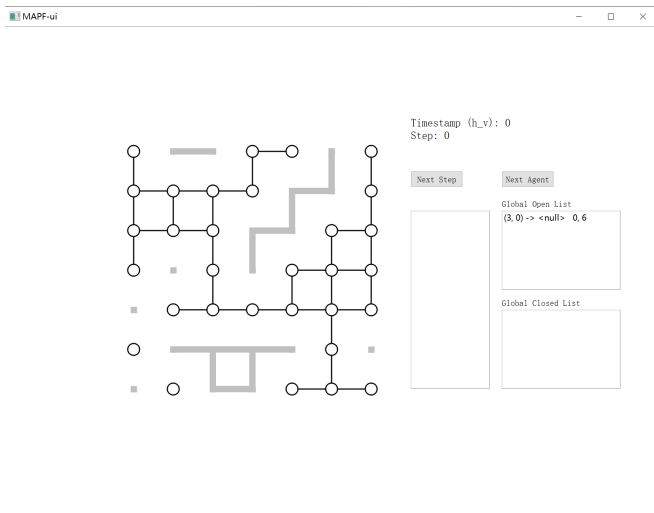 MAPF-ui
Timestamp (h_v): 0
Step: 0
Next Step
Next Agent
Global Open List
(3, 0) -> <null> 0, 6
Global Closed List